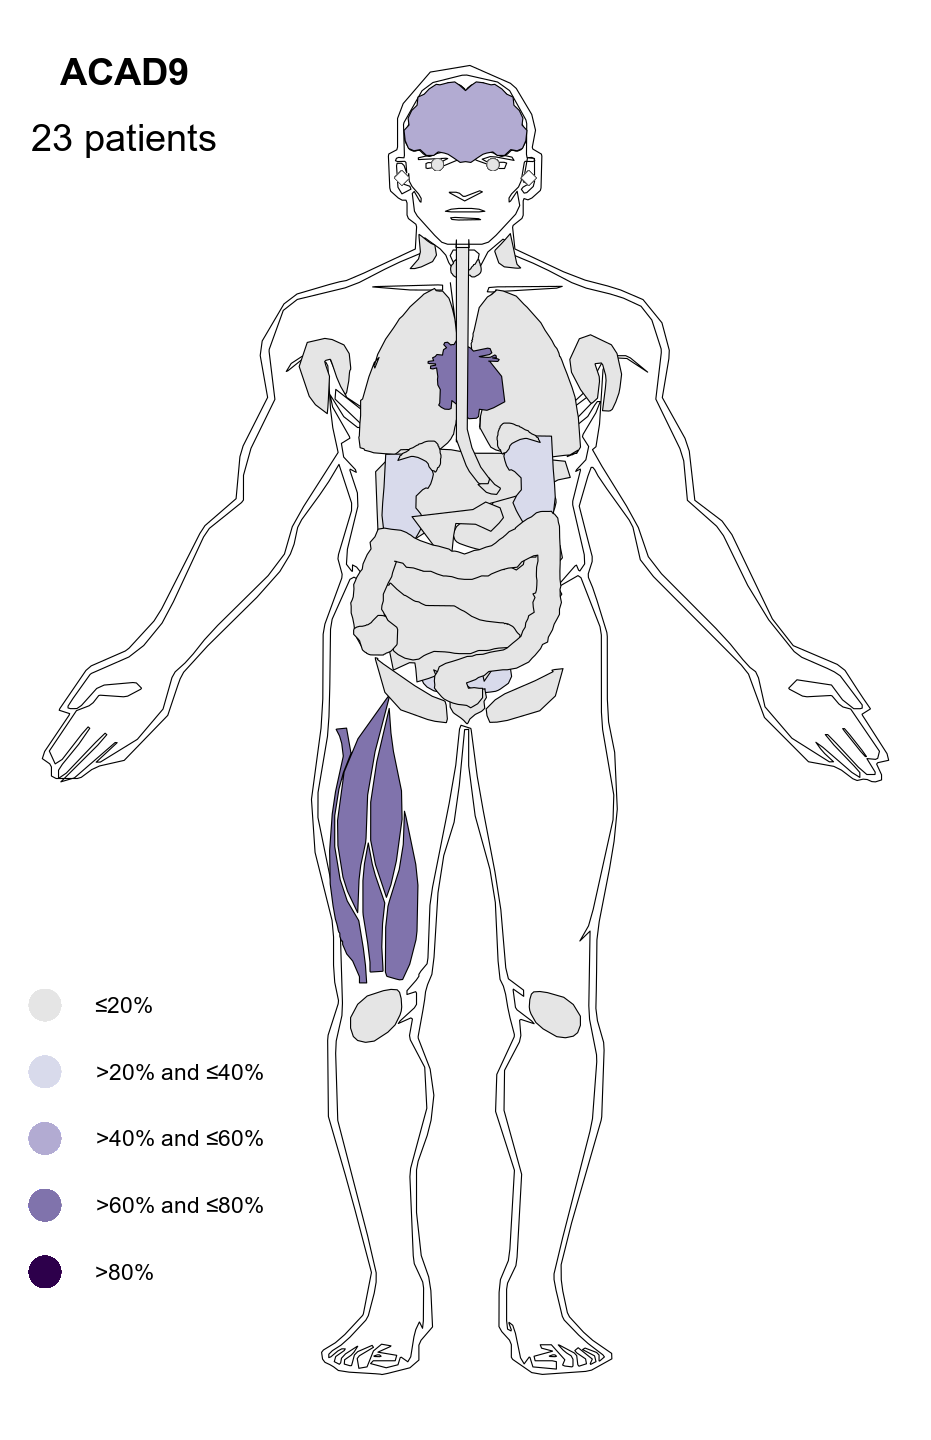 ACAD9
23 patients
≤20%
>20% and ≤40%
>40% and ≤60%
>60% and ≤80%
>80%